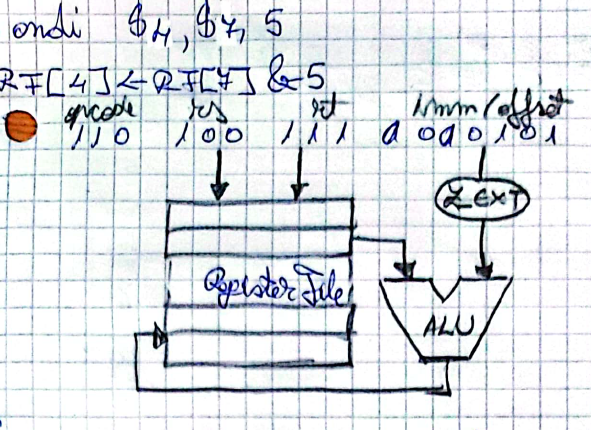 andi $4, $7, 5
RF[4] ← RF[7] & 5
opcode rs rt imm/offset
110 100 111 0000101
ZEXT
Register File
ALU